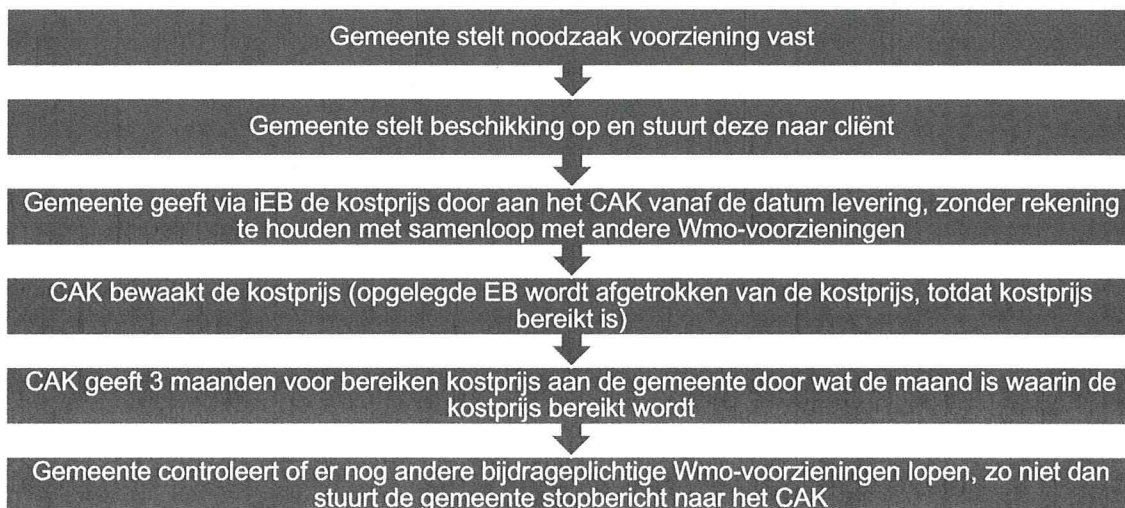 Gemeente stelt noodzaak voorziening vast
Gemeente stelt beschikking op en stuurt deze naar cliënt
Gemeente geeft via iEB de kostprijs door aan het CAK vanaf de datum levering, zonder rekening
te houden met samenloop met andere Wmo-voorzieningen
CAK bewaakt de kostprijs (opgelegde EB wordt afgetrokken van de kostprijs, totdat kostprijs
bereikt is)
CAK geeft 3 maanden voor bereiken kostprijs aan de gemeente door wat de maand is waarin de
kostprijs bereikt wordt
Gemeente controleert of er nog andere bijdrageplichtige Wmo-voorzieningen lopen, zo niet dan
stuurt de gemeente stopbericht naar het CAK